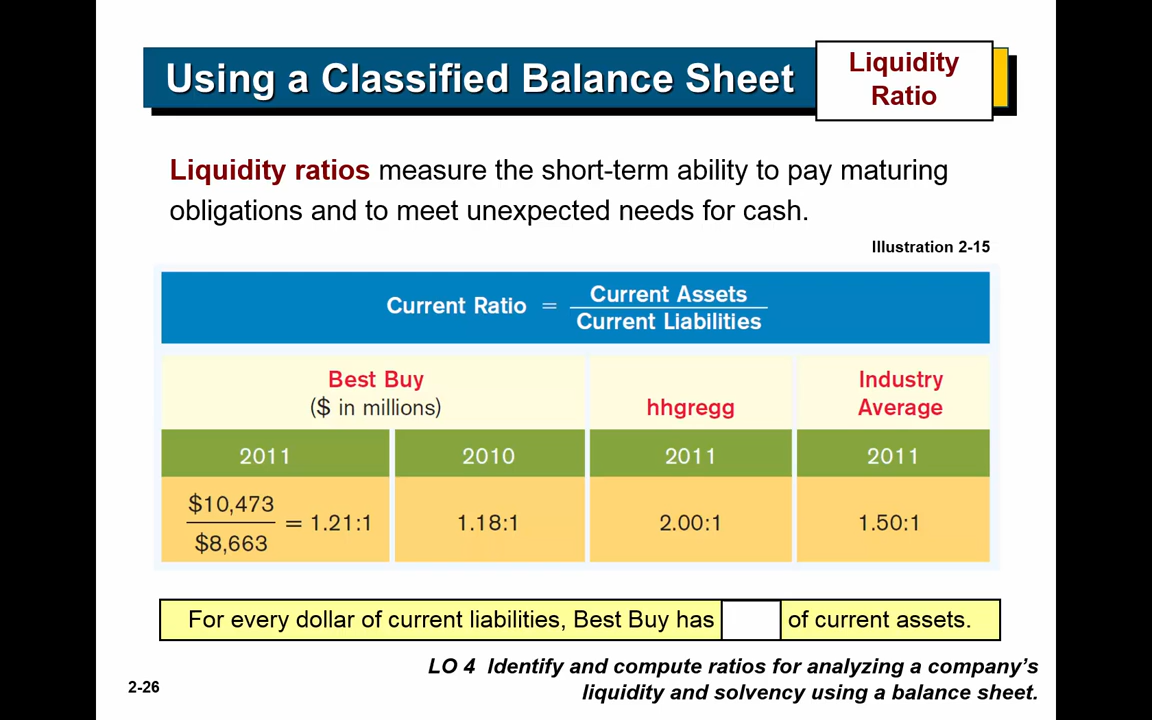 Using a Classified Balance Sheet
Liquidity
Ratio
Liquidity ratios measure the short-term ability to pay maturing
obligations and to meet unexpected needs for cash.
Illustration 2-15
Current Ratio = Current Assets
Current Liabilities
Best Buy
($ in millions)
hhgregg
Industry
Average
2011 2010 2011 2011
$10,473
$8,663
= 1.21:1 1.18:1 2.00:1 1.50:1
For every dollar of current liabilities, Best Buy has of current assets.
LO 4 Identify and compute ratios for analyzing a company's
liquidity and solvency using a balance sheet.
2-26